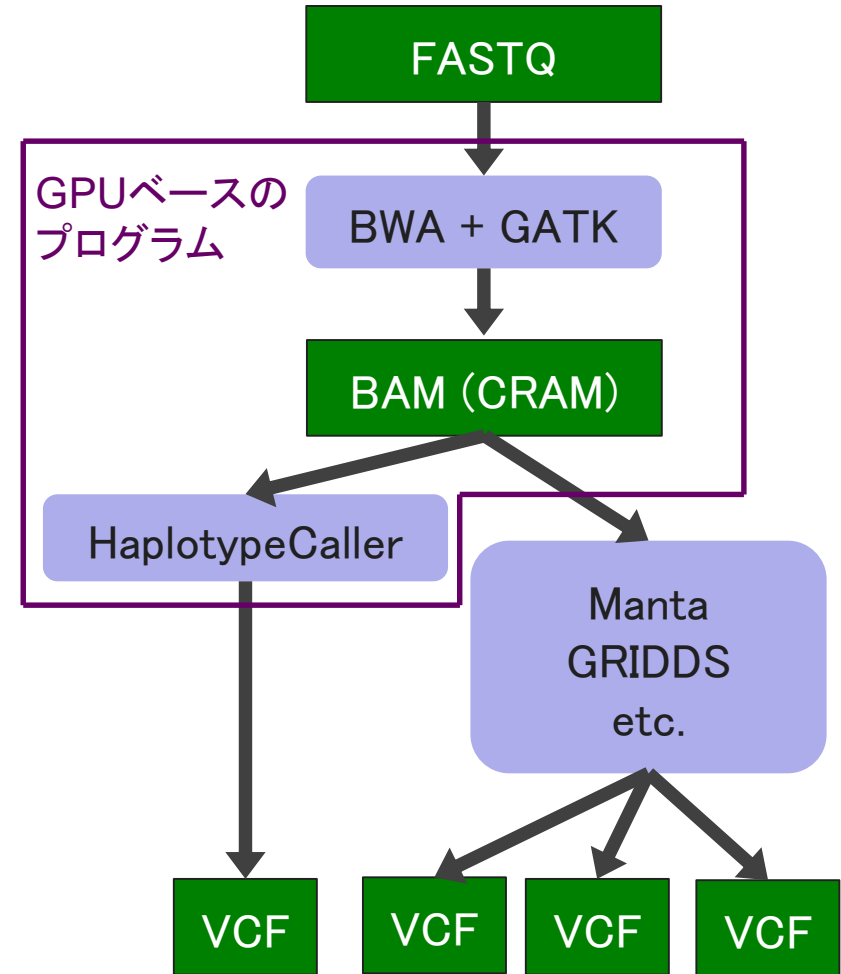 FASTQ
GPUベースの
プログラム
BWA + GATK
BAM (CRAM)
HaplotypeCaller
Manta
GRIDDS
etc.
VCF
VCF
VCF
VCF